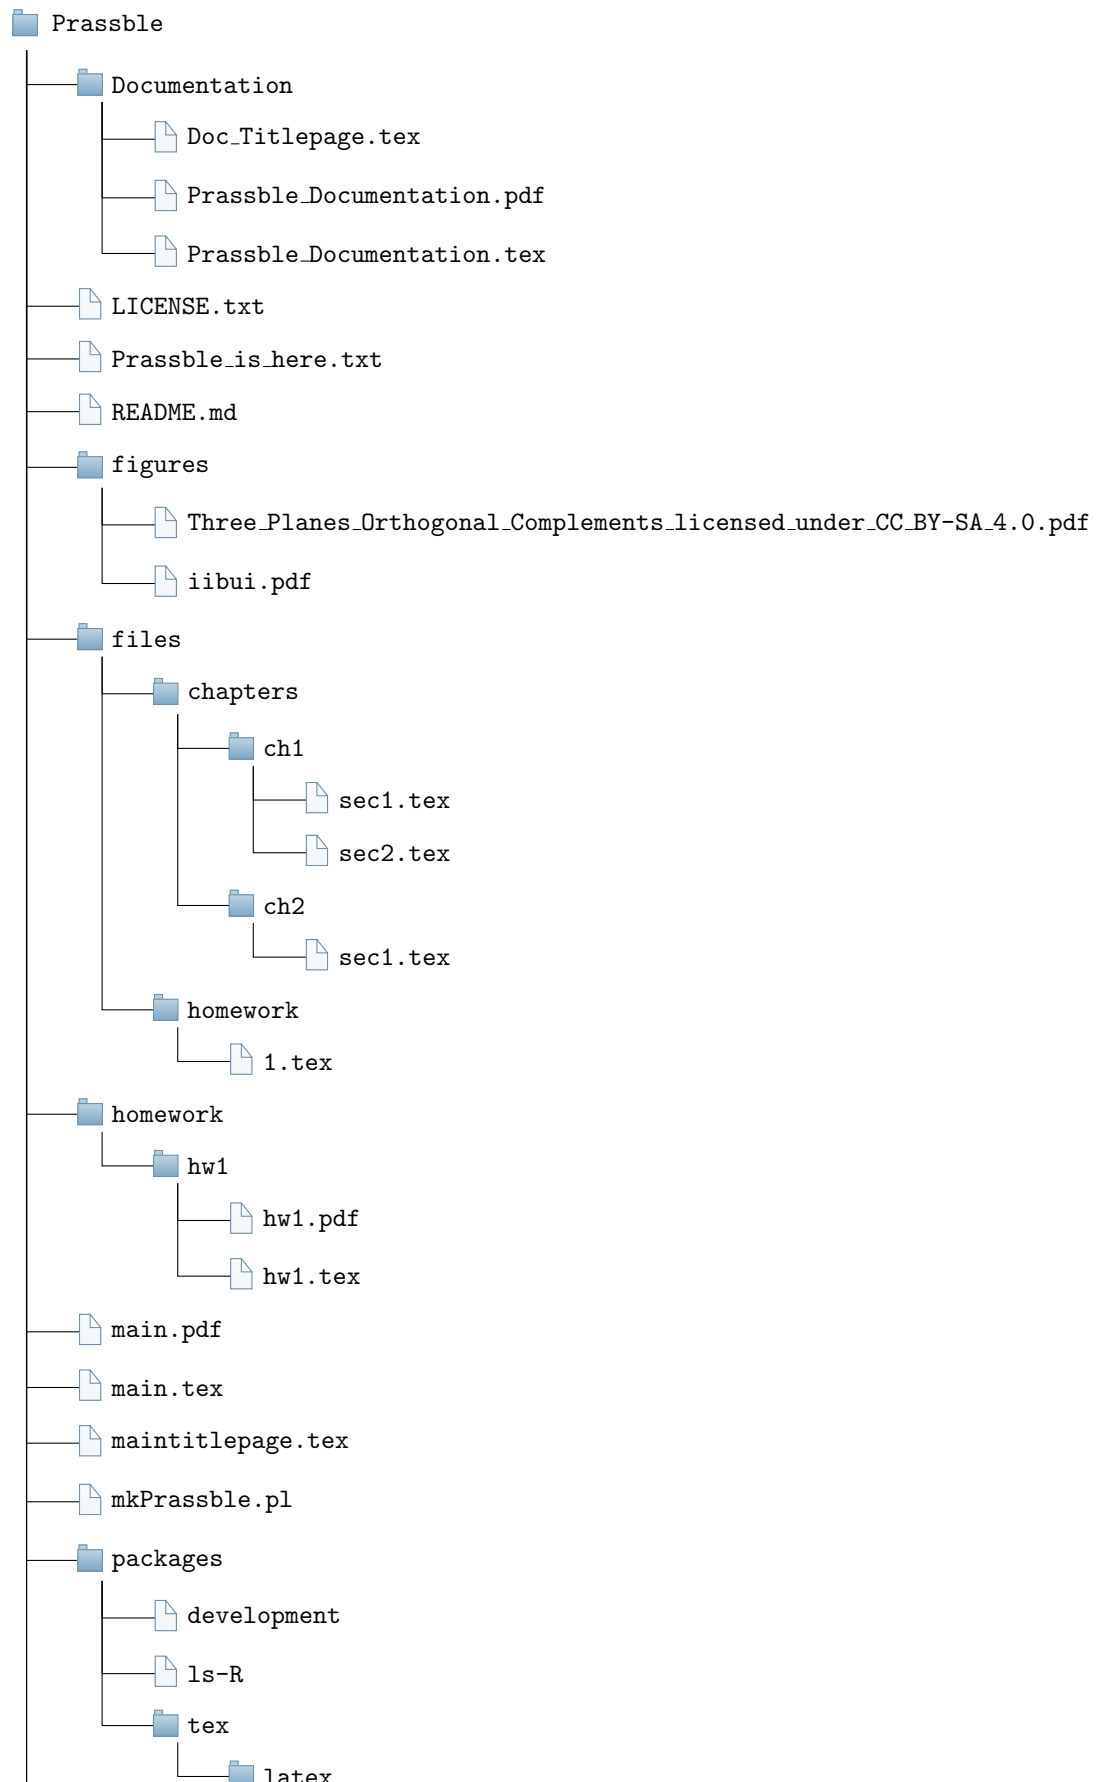 Prassble
Documentation
Doc_Titlepage.tex
Prassble_Documentation.pdf
Prassble_Documentation.tex
LICENSE.txt
Prassble_is_here.txt
README.md
figures
Three_Planes_Orthogonal_Complements_licensed_under_CC_BY-SA_4.0.pdf
iibui.pdf
files
chapters
ch1
sec1.tex
sec2.tex
ch2
sec1.tex
homework
1.tex
homework
hw1
hw1.pdf
hw1.tex
main.pdf
main.tex
maintitlepage.tex
mkPrassble.pl
packages
development
ls-R
tex
latex